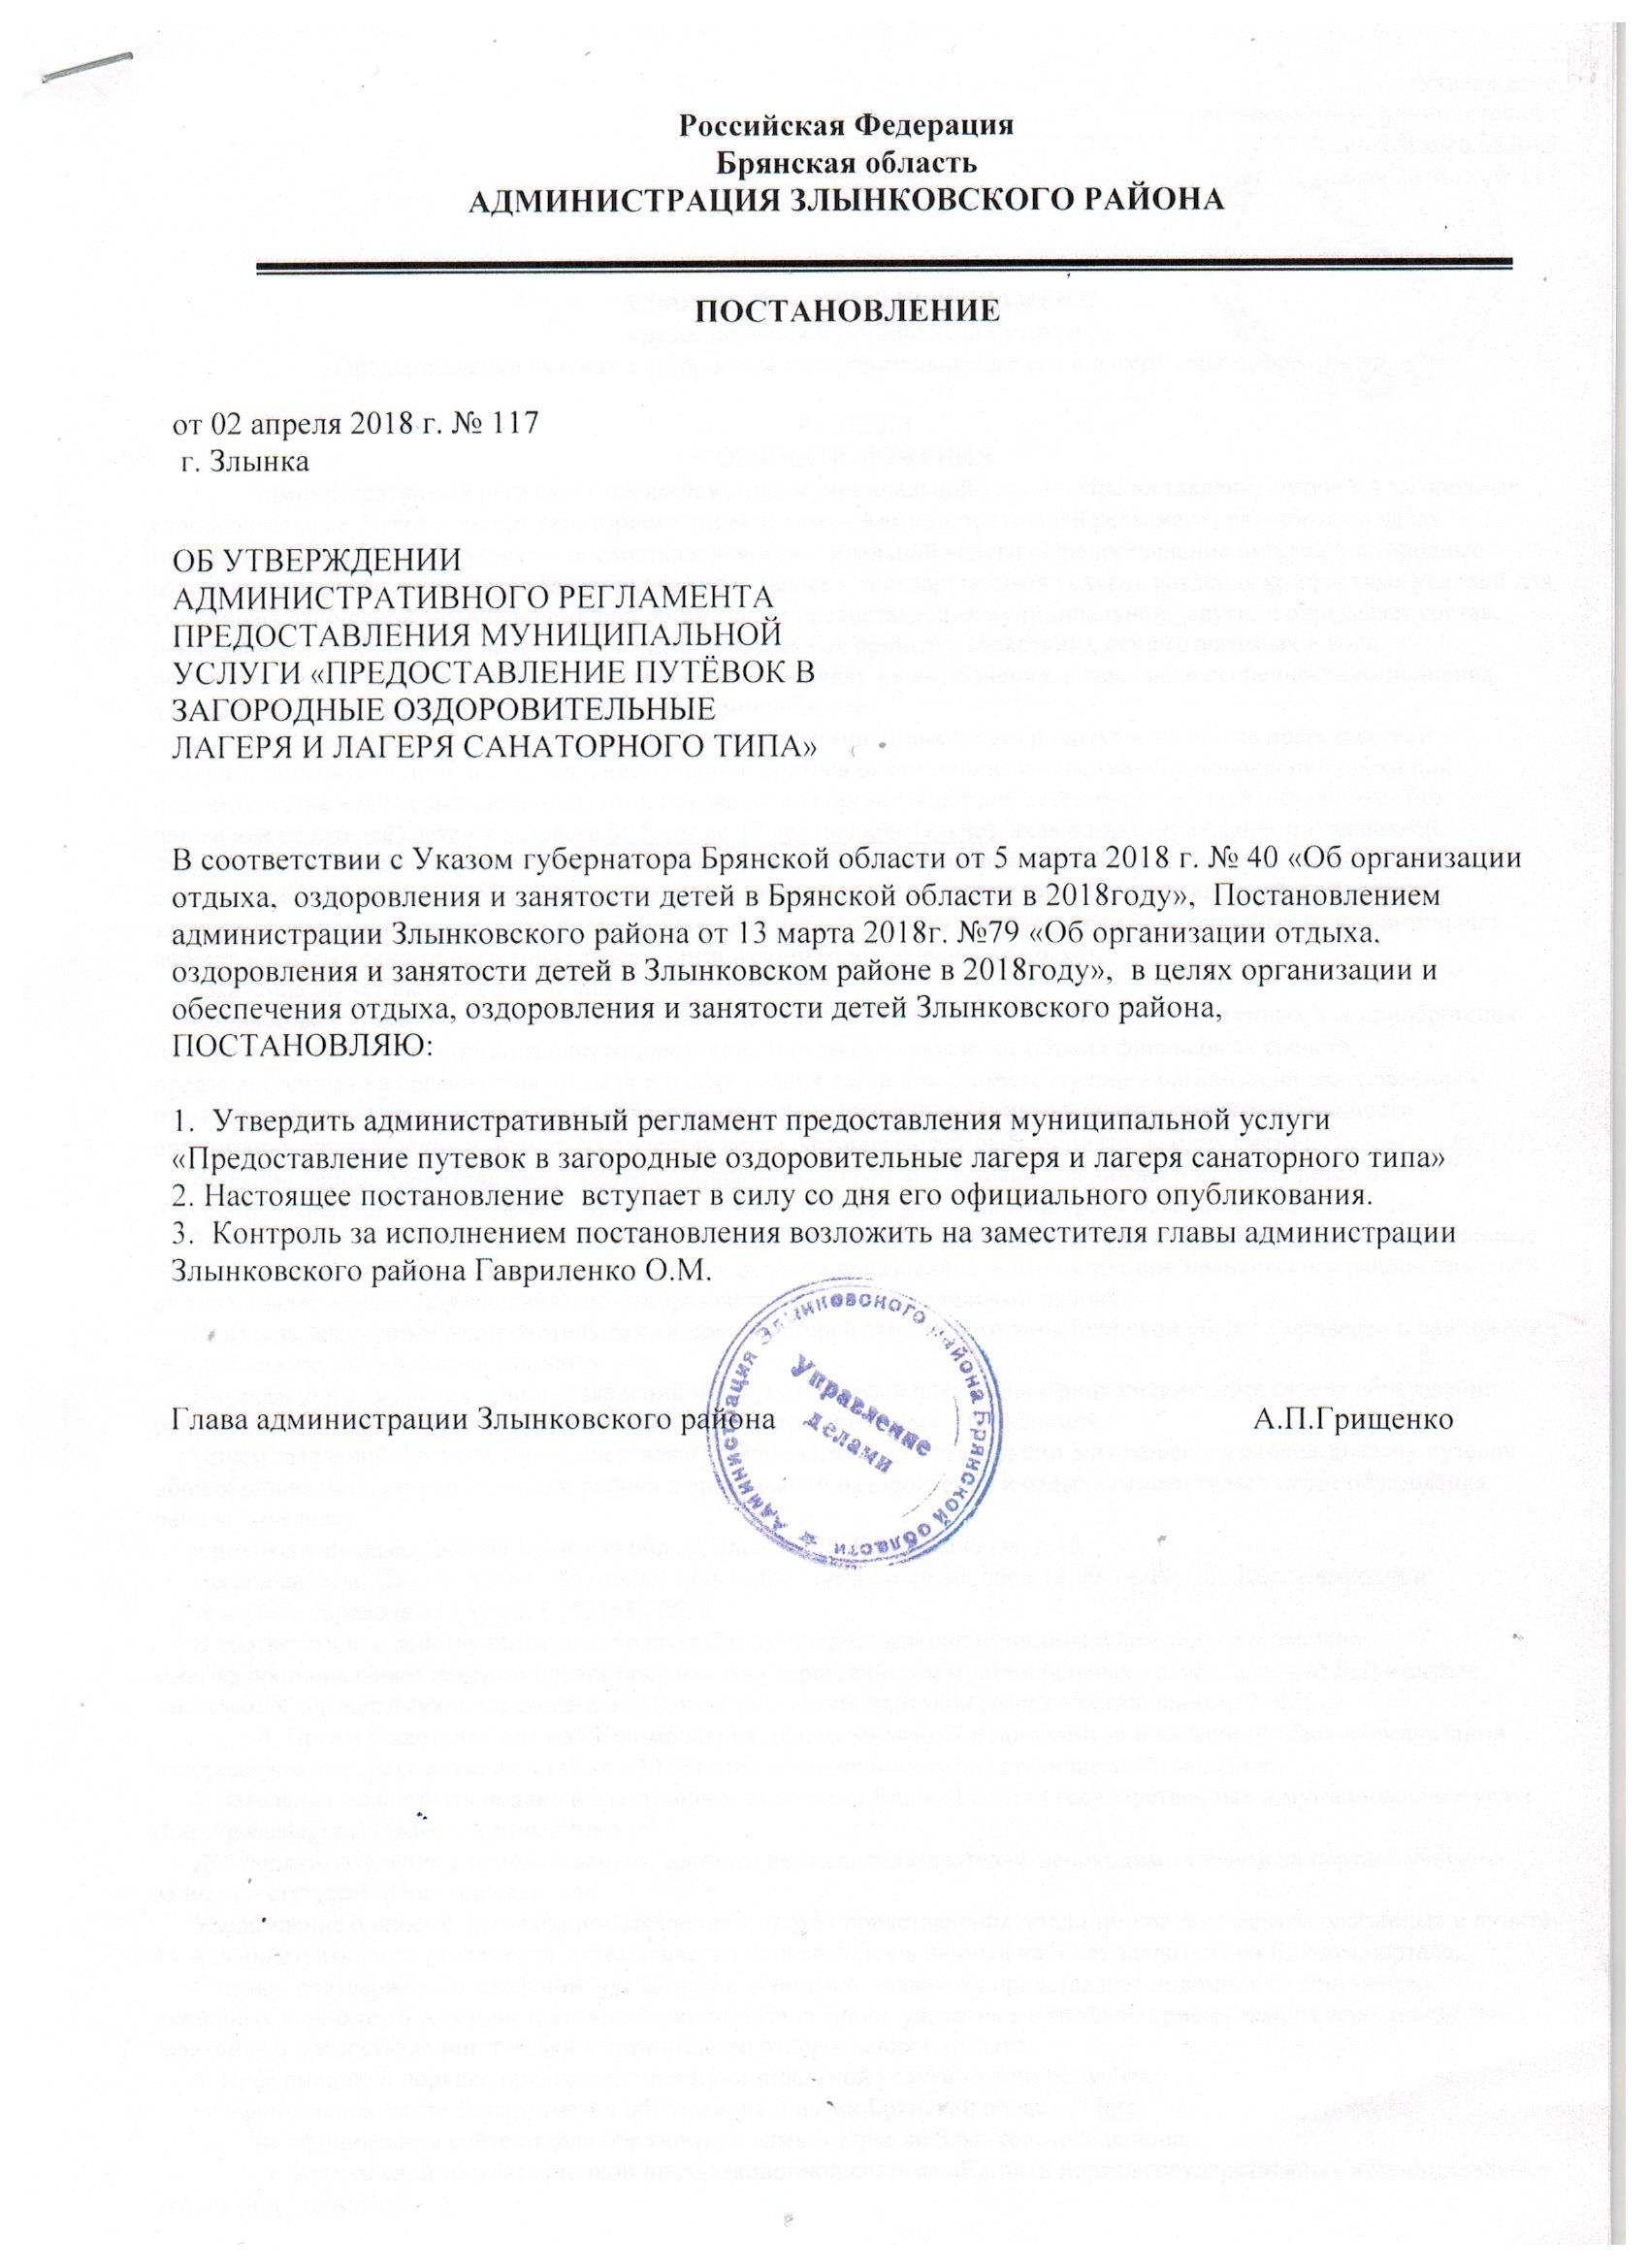 Российская Федерация
Брянская область
АДМИНИСТРАЦИЯ ЗЛЫНКОВСКОГО РАЙОНА
ПОСТАНОВЛЕНИЕ
от 02 апреля 2018 г. № 117
г. Злынка
ОБ УТВЕРЖДЕНИИ
АДМИНИСТРАТИВНОГО РЕГЛАМЕНТА
ПРЕДОСТАВЛЕНИЯ МУНИЦИПАЛЬНОЙ
УСЛУГИ «ПРЕДОСТАВЛЕНИЕ ПУТЁВОК В
ЗАГОРОДНЫЕ ОЗДОРОВИТЕЛЬНЫЕ
ЛАГЕРЯ И ЛАГЕРЯ САНАТОРНОГО ТИПА»
В соответствии с Указом губернатора Брянской области от 5 марта 2018 г. № 40 «Об организации
отдыха, оздоровления и занятости детей в Брянской области в 2018году», Постановлением
администрации Злынковского района от 13 марта 2018г. №79 «Об организации отдыха,
оздоровления и занятости детей в Злынковском районе в 2018году», в целях организации и
обеспечения отдыха, оздоровления и занятости детей Злынковского района,
ПОСТАНОВЛЯЮ:
1. Утвердить административный регламент предоставления муниципальной услуги
«Предоставление путевок в загородные оздоровительные лагеря и лагеря санаторного типа»
2. Настоящее постановление вступает в силу со дня его официального опубликования.
3. Контроль за исполнением постановления возложить на заместителя главы администрации
Злынковского района Гавриленко О.М.
Глава администрации Злынковского района А.П.Грищенко
Администрация Злынковского района Брянской области
Управление
делами